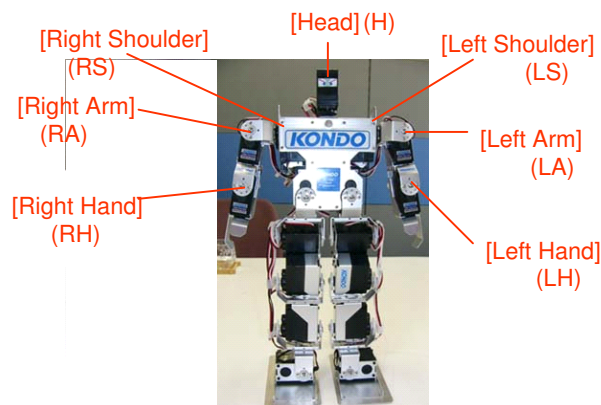 [Head] (H)
[Right Shoulder]
(RS)
[Left Shoulder]
(LS)
[Right Arm]
(RA)
KONDO
[Left Arm]
(LA)
[Right Hand]
(RH)
[Left Hand]
(LH)
KONDO